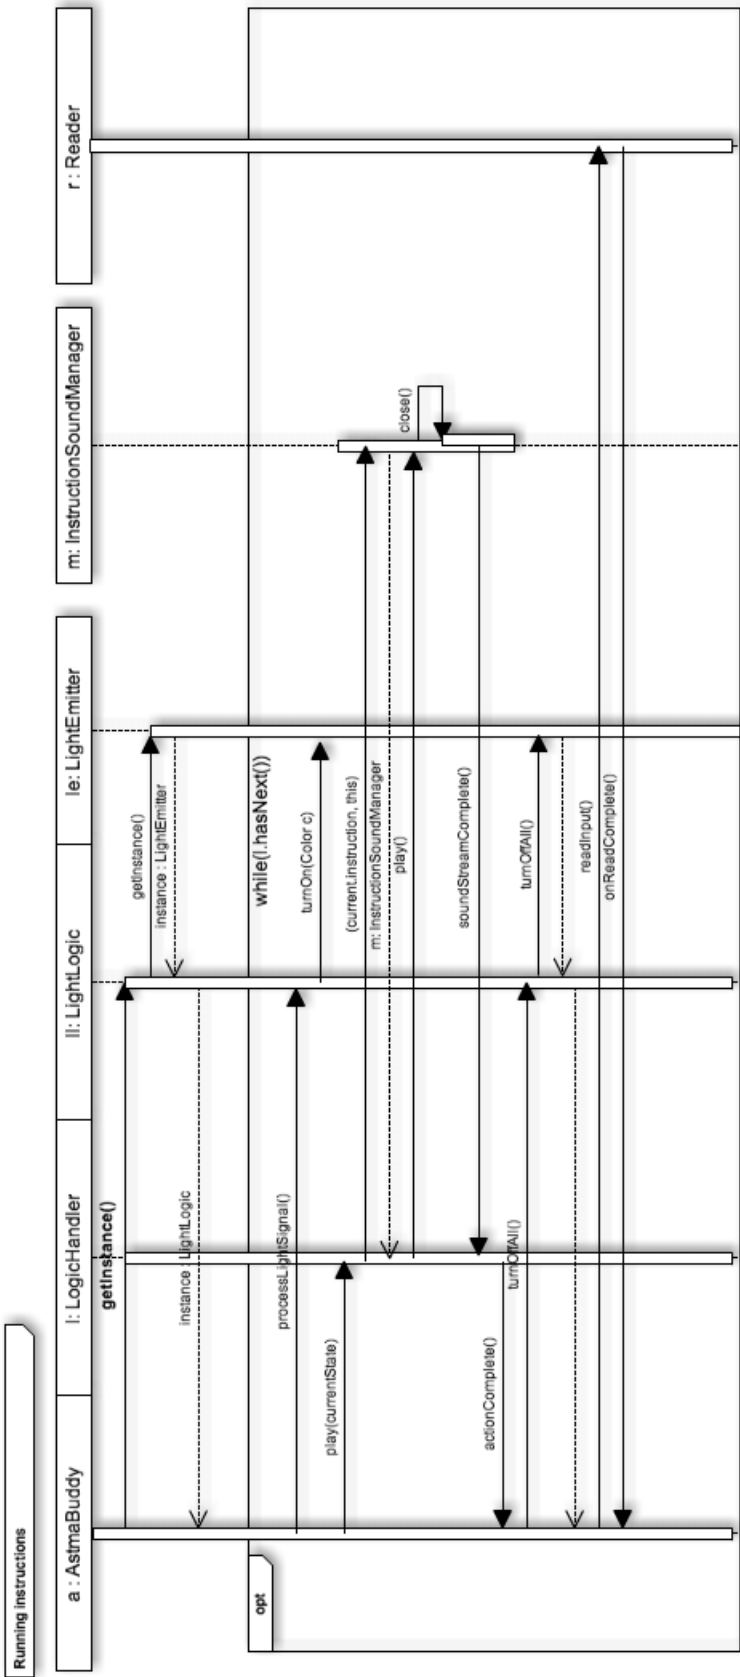 Running instructions
a : AstmaBuddy
l: LogicHandler
ll: LightLogic
le: LightEmitter
m: InstructionSoundManager
r : Reader
getInstance()
getInstance()
instance : LightEmitter
instance : LightLogic
opt
while(l.hasNext())
processLightSignal()
turnOn(Color c)
play(currentState)
(current.instruction, this)
m: InstructionSoundManager
play()
close()
soundStreamComplete()
actionComplete()
turnOffAll()
turnOffAll()
readInput()
onReadComplete()